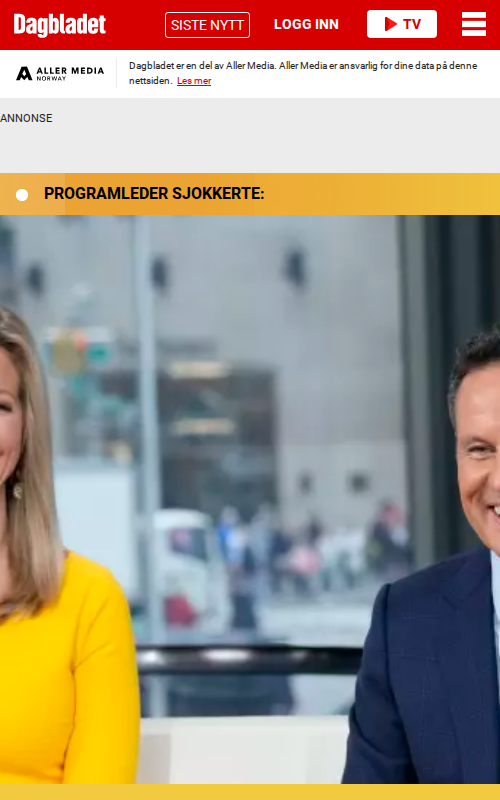 Dagbladet
SISTE NYTT
LOGG INN
TV
ALLER MEDIA
NORWAY
Dagbladet er en del av Aller Media. Aller Media er ansvarlig for dine data på denne
nettsiden. Les mer
ANNONSE
PROGRAMLEDER SJOKKERTE: